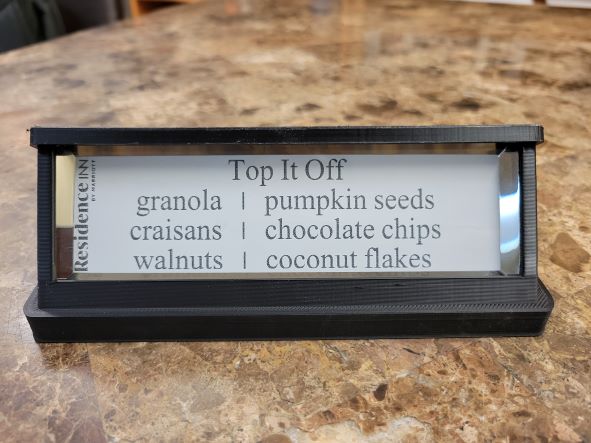 Residence INN
BY MARRIOTT
Top It Off
granola | pumpkin seeds
craisans | chocolate chips
walnuts | coconut flakes